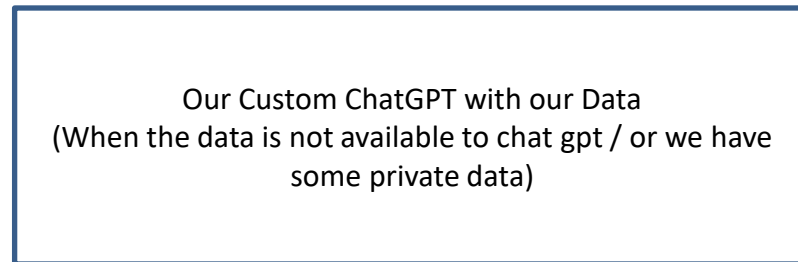 Our Custom ChatGPT with our Data
(When the data is not available to chat gpt / or we have
some private data)